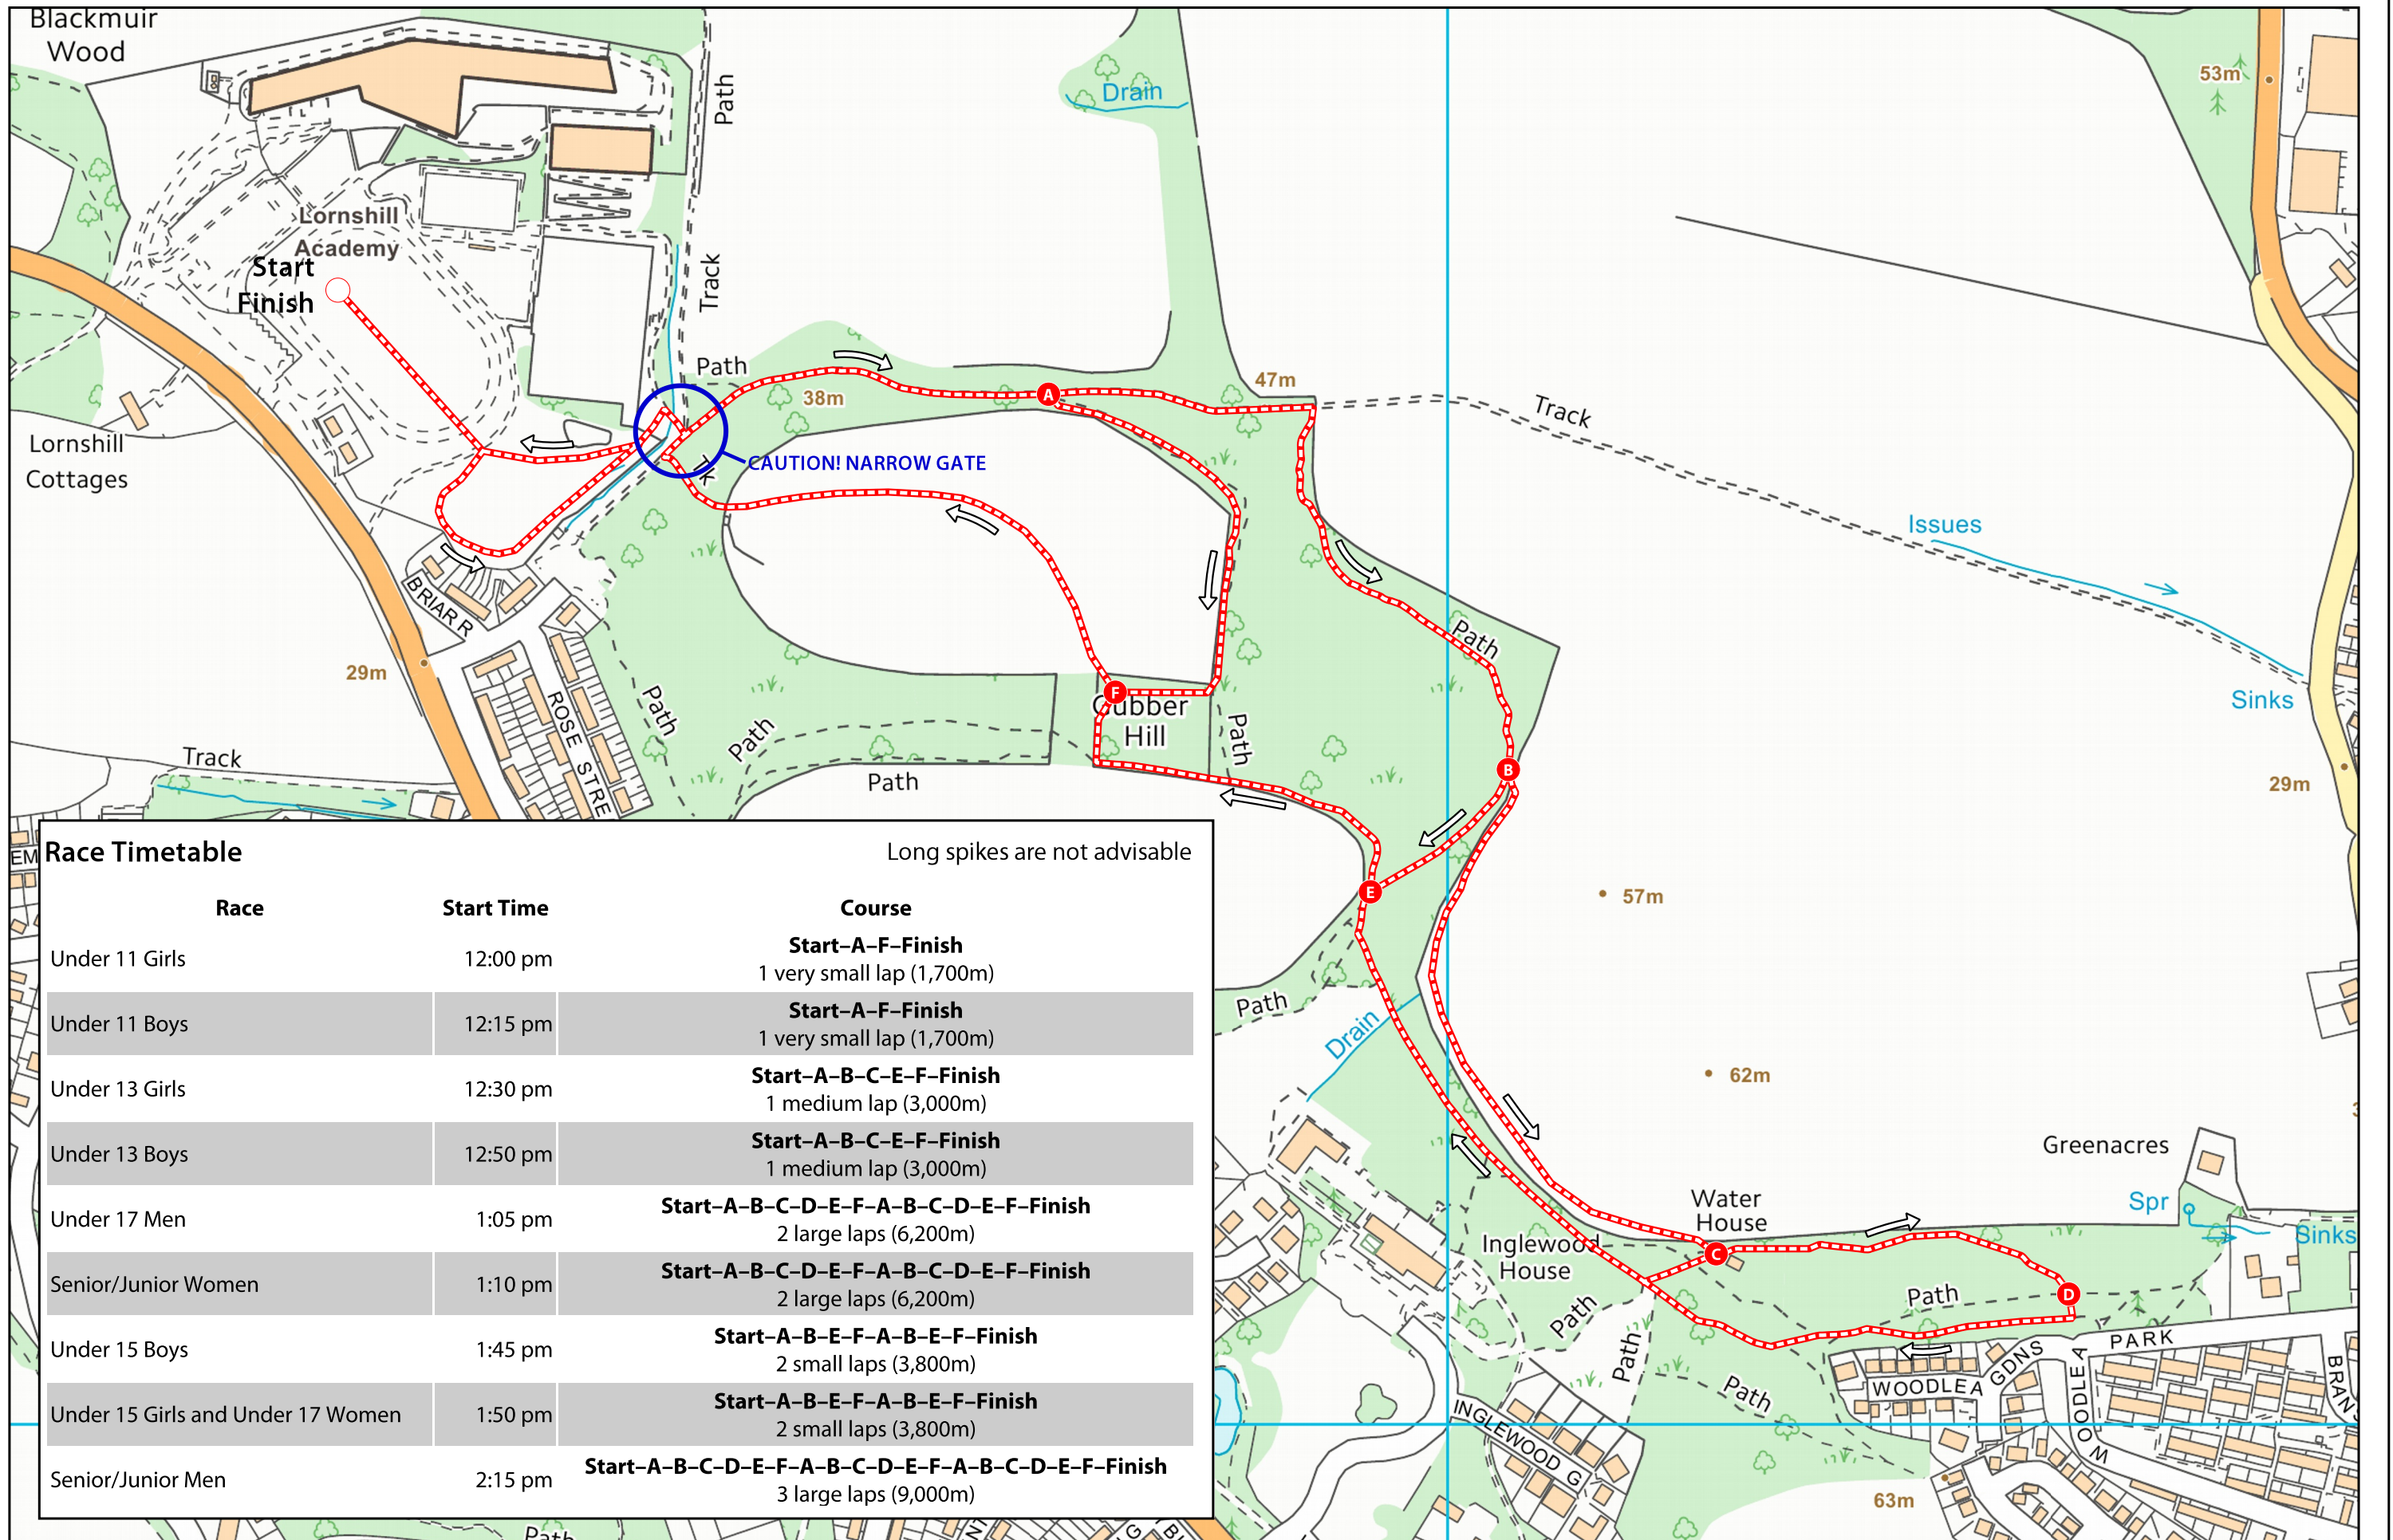 Blackmuir
Wood
Path
Drain
53m
Lornshill
Academy
Start
Finish
Track
Path
38m
A
47m
Track
CAUTION! NARROW GATE
Tk
Lornshill
Cottages
Issues
BRIAR R
Path
29m
F
Gubber
Hill
Sinks
ROSE STRE
Path
Path
Path
Track
Path
B
29m
E
57m
Path
Drain
62m
Greenacres
Water
House
Spr
Sinks
Inglewood
House
C
D
Path
Path
Path
PARK
WOODLEA GDNS
WOODLEA
BRAN
Path
INGLEWOOD G
M
63m
Path
EM
Race Timetable
Long spikes are not advisable
Race Start Time Course
Under 11 Girls 12:00 pm Start–A–F–Finish
1 very small lap (1,700m)
Under 11 Boys 12:15 pm Start–A–F–Finish
1 very small lap (1,700m)
Under 13 Girls 12:30 pm Start–A–B–C–E–F–Finish
1 medium lap (3,000m)
Under 13 Boys 12:50 pm Start–A–B–C–E–F–Finish
1 medium lap (3,000m)
Under 17 Men 1:05 pm Start–A–B–C–D–E–F–A–B–C–D–E–F–Finish
2 large laps (6,200m)
Senior/Junior Women 1:10 pm Start–A–B–C–D–E–F–A–B–C–D–E–F–Finish
2 large laps (6,200m)
Under 15 Boys 1:45 pm Start–A–B–E–F–A–B–E–F–Finish
2 small laps (3,800m)
Under 15 Girls and Under 17 Women 1:50 pm Start–A–B–E–F–A–B–E–F–Finish
2 small laps (3,800m)
Senior/Junior Men 2:15 pm Start–A–B–C–D–E–F–A–B–C–D–E–F–A–B–C–D–E–F–Finish
3 large laps (9,000m)